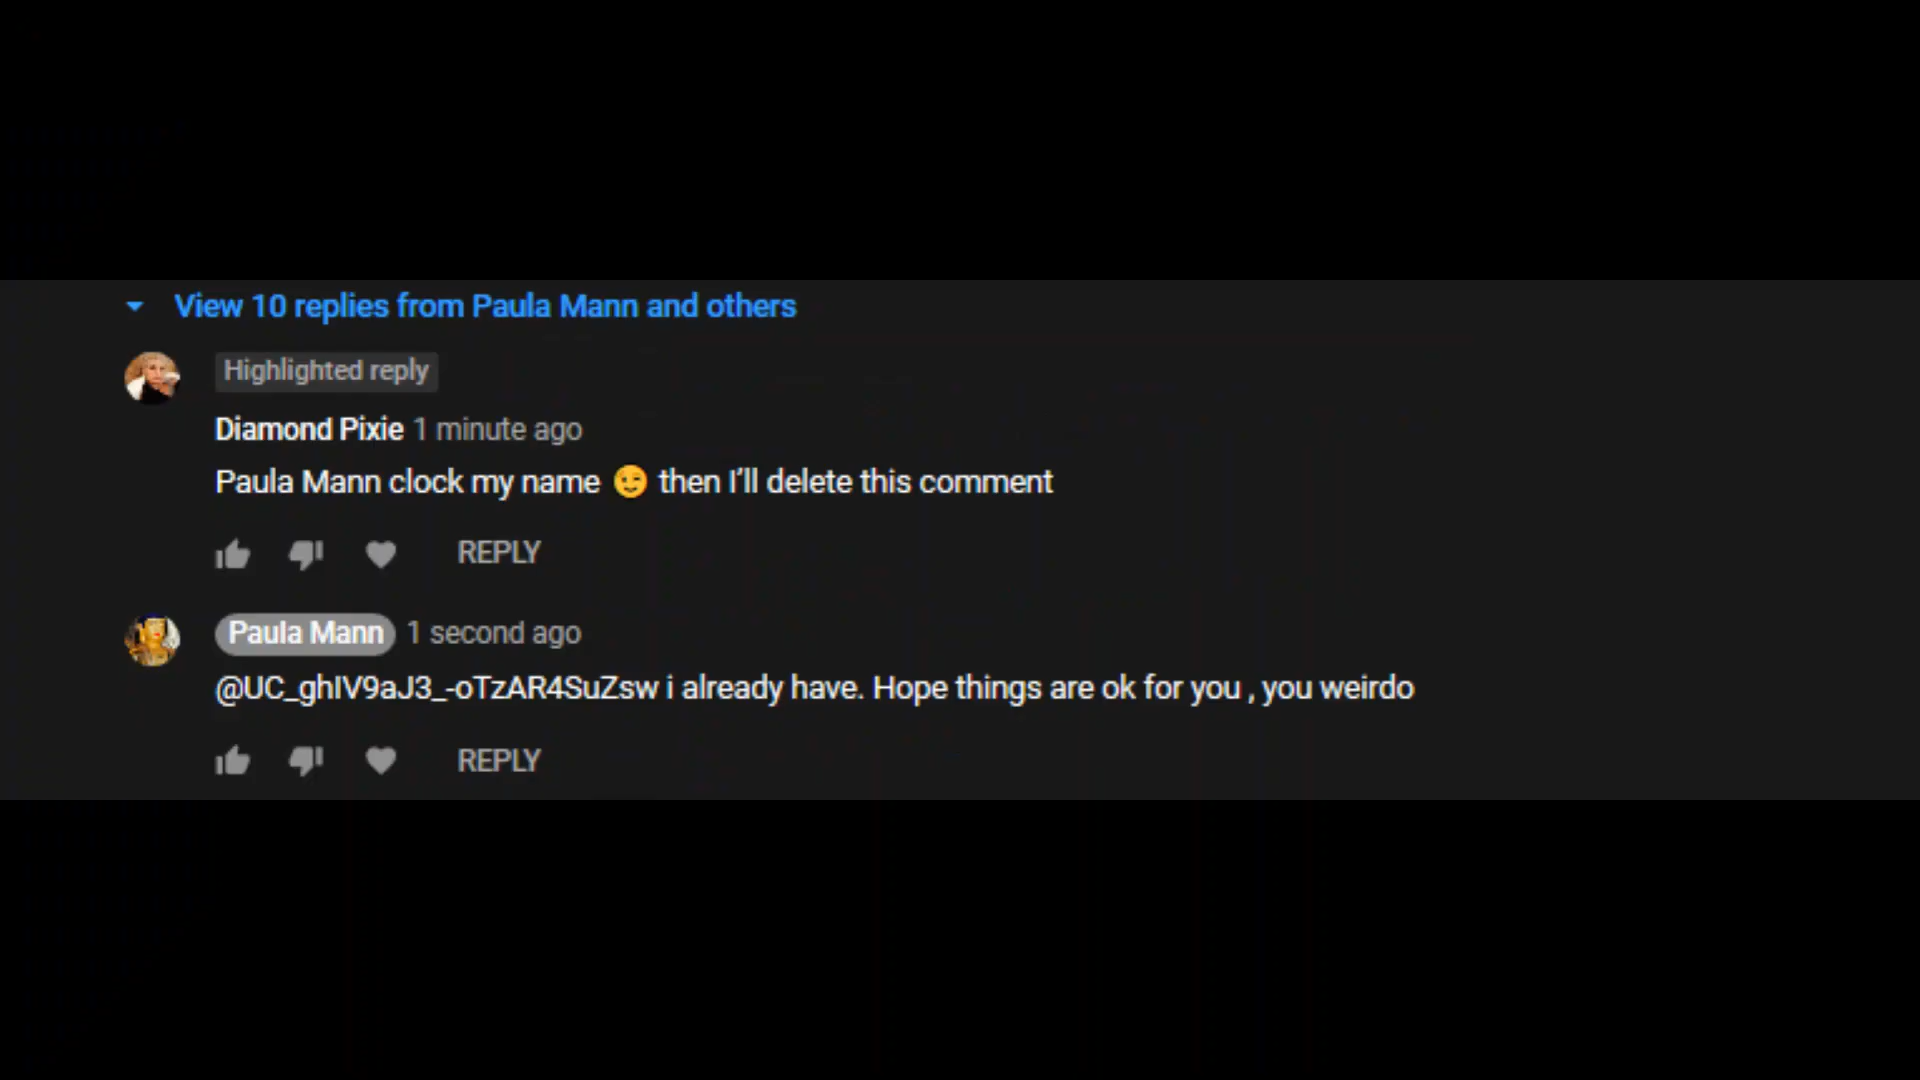 View 10 replies from Paula Mann and others
Highlighted reply
Diamond Pixie 1 minute ago
Paula Mann clock my name 😉 then I’ll delete this comment
REPLY
Paula Mann 1 second ago
@UC_ghIV9aJ3_-oTzAR4SuZsw i already have. Hope things are ok for you , you weirdo
REPLY